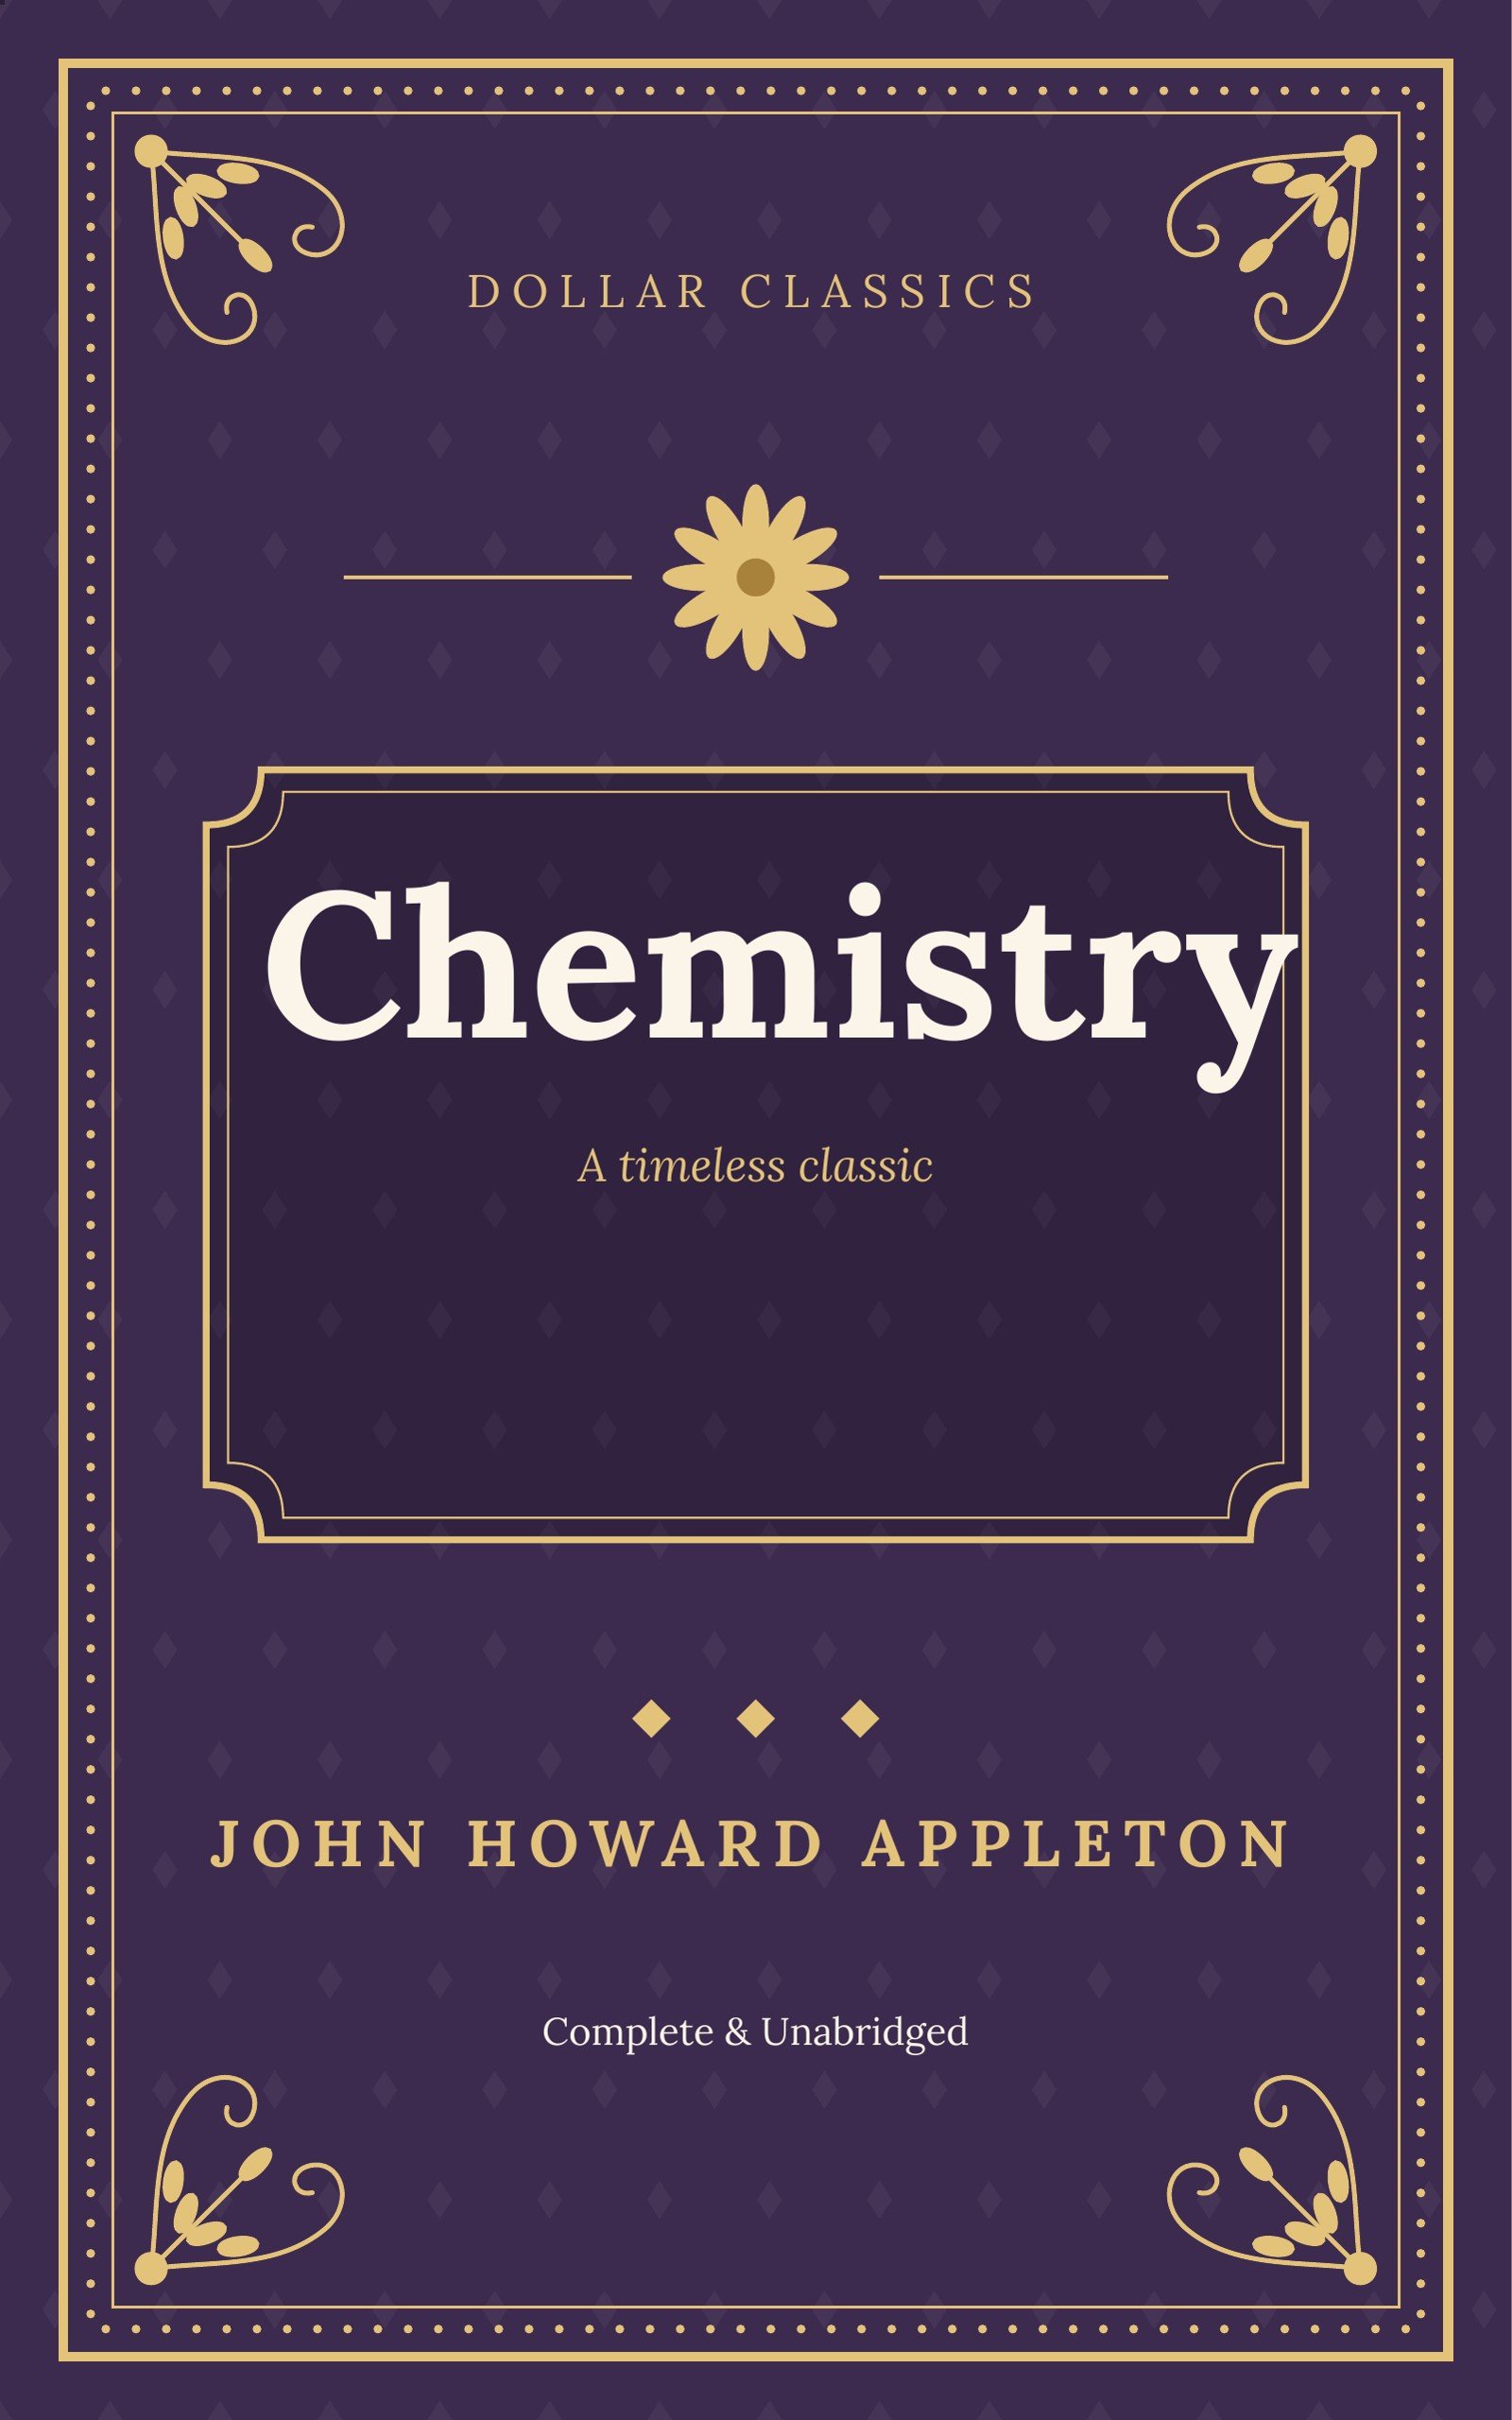 DOLLAR CLASSICS
Chemistry
A timeless classic
JOHN HOWARD APPLETON
Complete & Unabridged